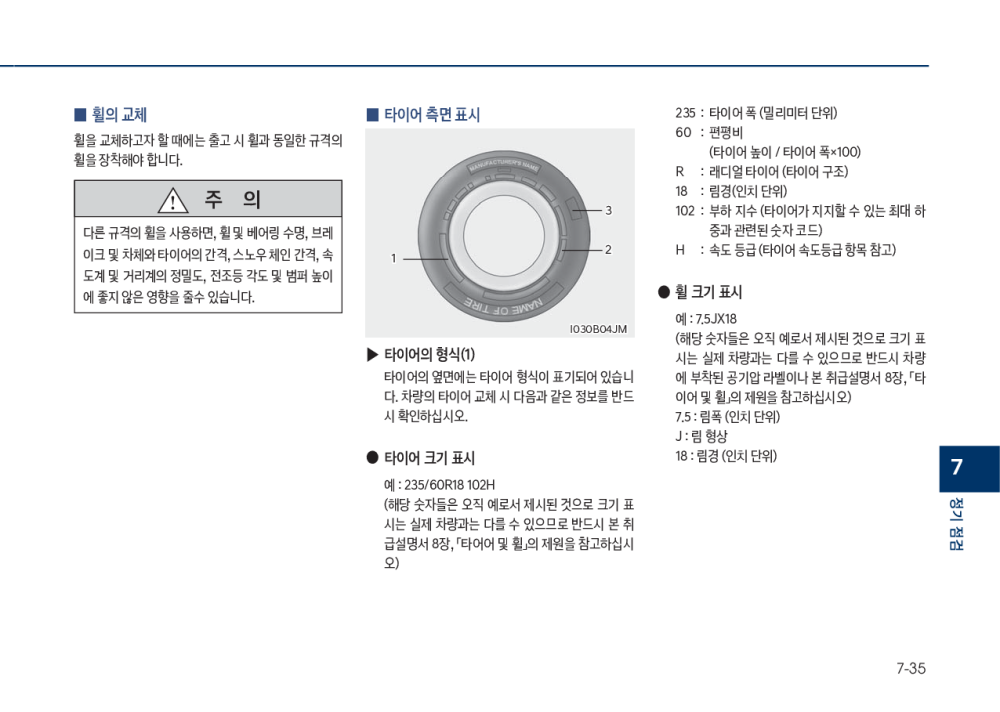 ■ 휠의 교체
휠을 교체하고자 할 때에는 출고 시 휠과 동일한 규격의
휠을 장착해야 합니다.
주 의
다른 규격의 휠을 사용하면, 휠 및 베어링 수명, 브레
이크 및 차체와 타이어의 간격, 스노우 체인 간격, 속
도계 및 거리계의 정밀도, 전조등 각도 및 범퍼 높이
에 좋지 않은 영향을 줄수 있습니다.
■ 타이어 측면 표시
MANUFACTURER'S NAME
3
2
1
NAME OF TIRE
I030B04JM
▶ 타이어의 형식(1)
타이어의 옆면에는 타이어 형식이 표기되어 있습니
다. 차량의 타이어 교체 시 다음과 같은 정보를 반드
시 확인하십시오.
● 타이어 크기 표시
예 : 235/60R18 102H
(해당 숫자들은 오직 예로서 제시된 것으로 크기 표
시는 실제 차량과는 다를 수 있으므로 반드시 본 취
급설명서 8장, 「타어어 및 휠」의 제원을 참고하십시
오)
235 : 타이어 폭 (밀리미터 단위)
60 : 편평비
(타이어 높이 / 타이어 폭×100)
R : 래디얼 타이어 (타이어 구조)
18 : 림경(인치 단위)
102 : 부하 지수 (타이어가 지지할 수 있는 최대 하
중과 관련된 숫자 코드)
H : 속도 등급 (타이어 속도등급 항목 참고)
● 휠 크기 표시
예 : 7.5JX18
(해당 숫자들은 오직 예로서 제시된 것으로 크기 표
시는 실제 차량과는 다를 수 있으므로 반드시 차량
에 부착된 공기압 라벨이나 본 취급설명서 8장, 「타
이어 및 휠」의 제원을 참고하십시오)
7.5 : 림폭 (인치 단위)
J : 림 형상
18 : 림경 (인치 단위)
7
정기 점검
7-35